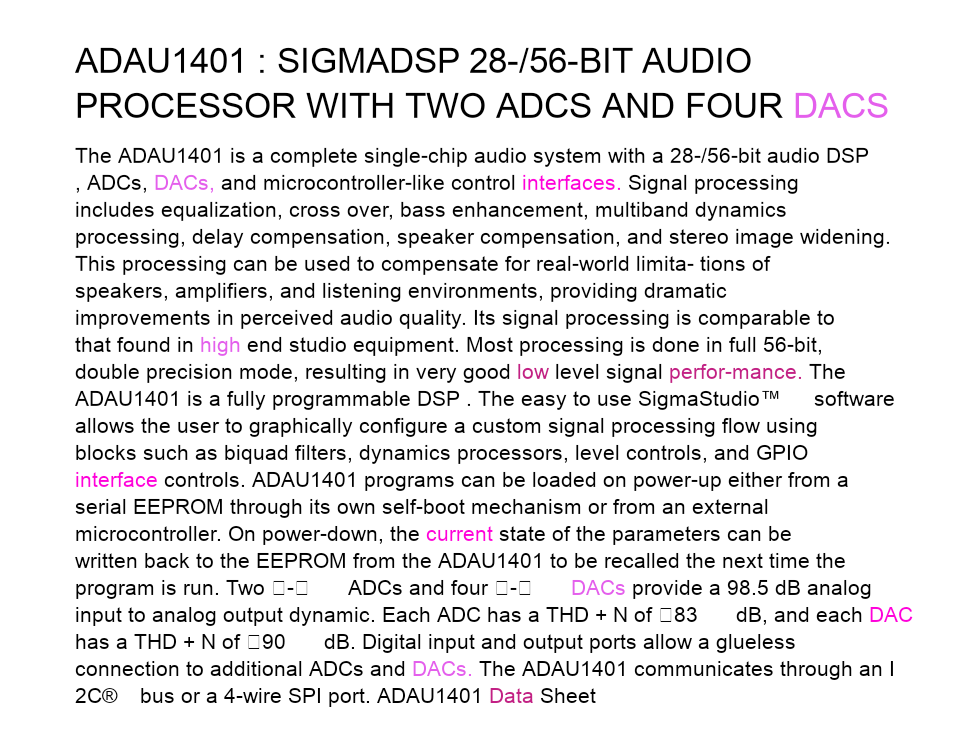 ADAU1401 : SIGMADSP 28-/56-BIT AUDIO
PROCESSOR WITH TWO ADCS AND FOUR DACS
The ADAU1401 is a complete single-chip audio system with a 28-/56-bit audio DSP
, ADCs, DACs, and microcontroller-like control interfaces. Signal processing
includes equalization, cross over, bass enhancement, multiband dynamics
processing, delay compensation, speaker compensation, and stereo image widening.
This processing can be used to compensate for real-world limita- tions of
speakers, amplifiers, and listening environments, providing dramatic
improvements in perceived audio quality. Its signal processing is comparable to
that found in high end studio equipment. Most processing is done in full 56-bit,
double precision mode, resulting in very good low level signal perfor-mance. The
ADAU1401 is a fully programmable DSP . The easy to use SigmaStudio™ software
allows the user to graphically configure a custom signal processing flow using
blocks such as biquad filters, dynamics processors, level controls, and GPIO
interface controls. ADAU1401 programs can be loaded on power-up either from a
serial EEPROM through its own self-boot mechanism or from an external
microcontroller. On power-down, the current state of the parameters can be
written back to the EEPROM from the ADAU1401 to be recalled the next time the
program is run. Two □-□ ADCs and four □-□ DACs provide a 98.5 dB analog
input to analog output dynamic. Each ADC has a THD + N of □83 dB, and each DAC
has a THD + N of □90 dB. Digital input and output ports allow a glueless
connection to additional ADCs and DACs. The ADAU1401 communicates through an I
2C® bus or a 4-wire SPI port. ADAU1401 Data Sheet